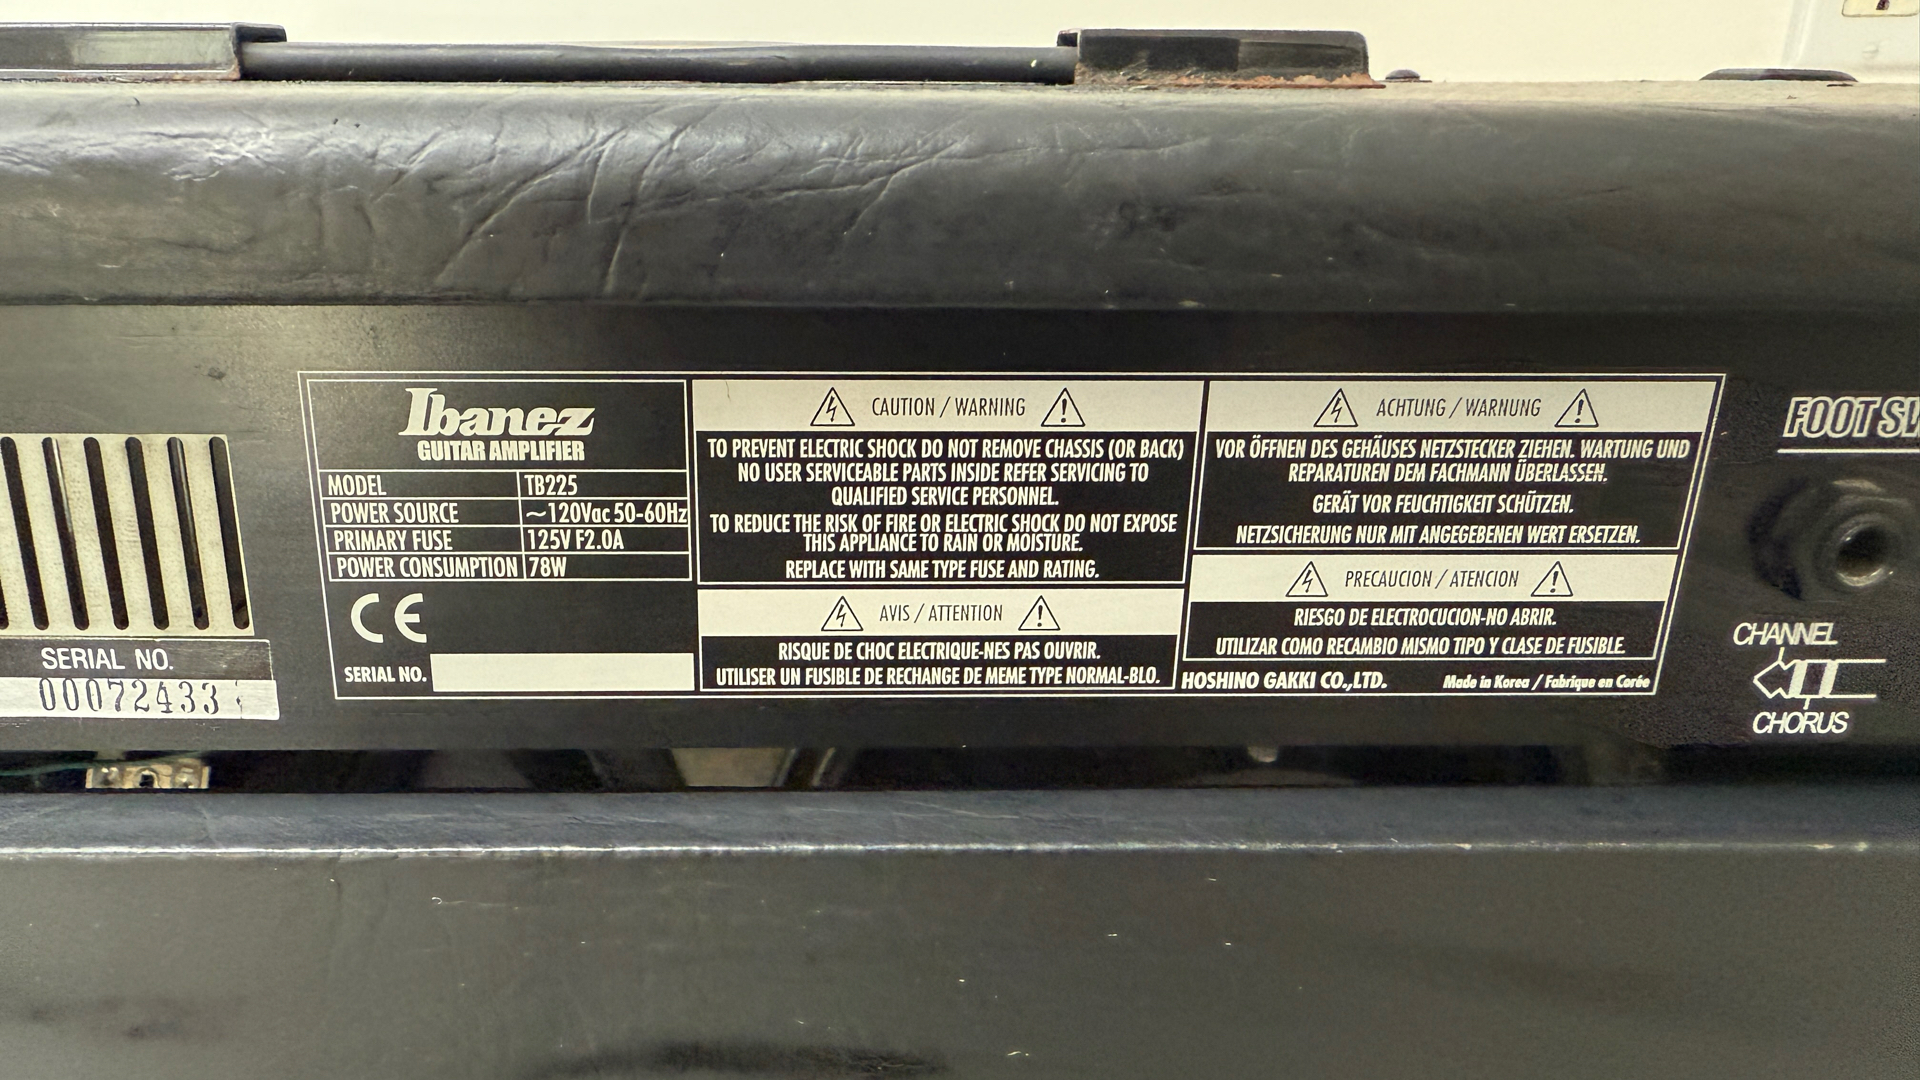 Ibanez
GUITAR AMPLIFIER
MODEL TB225
POWER SOURCE ~120Vac 50-60Hz
PRIMARY FUSE 125V F2.0A
POWER CONSUMPTION 78W
CE
SERIAL NO.
CAUTION / WARNING
TO PREVENT ELECTRIC SHOCK DO NOT REMOVE CHASSIS (OR BACK)
NO USER SERVICEABLE PARTS INSIDE REFER SERVICING TO
QUALIFIED SERVICE PERSONNEL.
TO REDUCE THE RISK OF FIRE OR ELECTRIC SHOCK DO NOT EXPOSE
THIS APPLIANCE TO RAIN OR MOISTURE.
REPLACE WITH SAME TYPE FUSE AND RATING.
AVIS / ATTENTION
RISQUE DE CHOC ELECTRIQUE-NES PAS OUVRIR.
UTILISER UN FUSIBLE DE RECHANGE DE MEME TYPE NORMAL-BLO.
ACHTUNG / WARNUNG
VOR ÖFFNEN DES GEHÄUSES NETZSTECKER ZIEHEN. WARTUNG UND
REPARATUREN DEM FACHMANN ÜBERLASSEN.
GERÄT VOR FEUCHTIGKEIT SCHÜTZEN.
NETZSICHERUNG NUR MIT ANGEGEBENEN WERT ERSETZEN.
PRECAUCION / ATENCION
RIESGO DE ELECTROCUCION-NO ABRIR.
UTILIZAR COMO RECAMBIO MISMO TIPO Y CLASE DE FUSIBLE.
HOSHINO GAKKI CO.,LTD. Made in Korea / Fabrique en Corée
SERIAL NO.
00072433
FOOT SW
CHANNEL
CHORUS